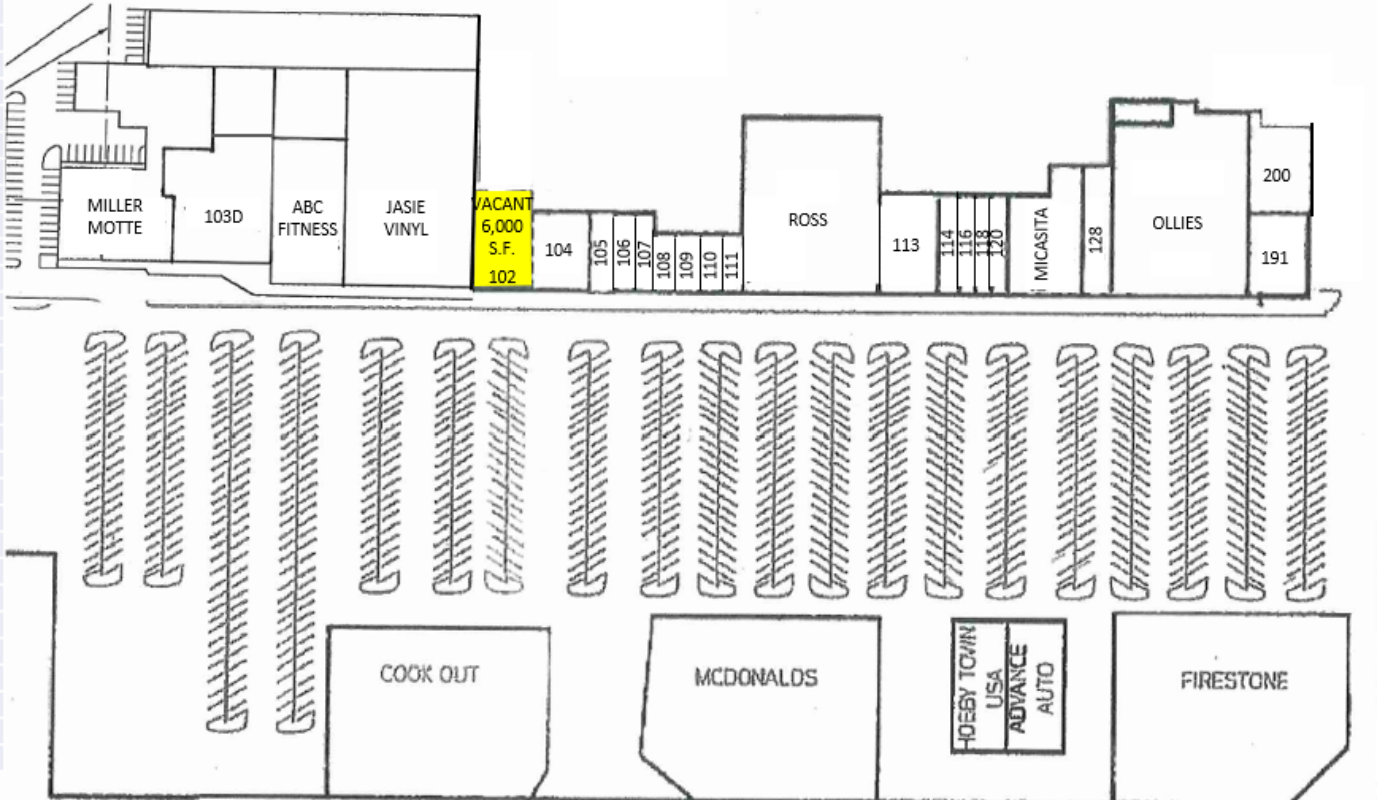 MILLER
MOTTE
103D
ABC
FITNESS
JASIE
VINYL
VACANT
6,000
S.F.
102
104
105
106
107
108
109
110
111
ROSS
113
114
116
118
120
MICASITA
128
OLLIES
200
191
COOK OUT
MCDONALDS
HOBBY TOWN
USA
ADVANCE
AUTO
FIRESTONE